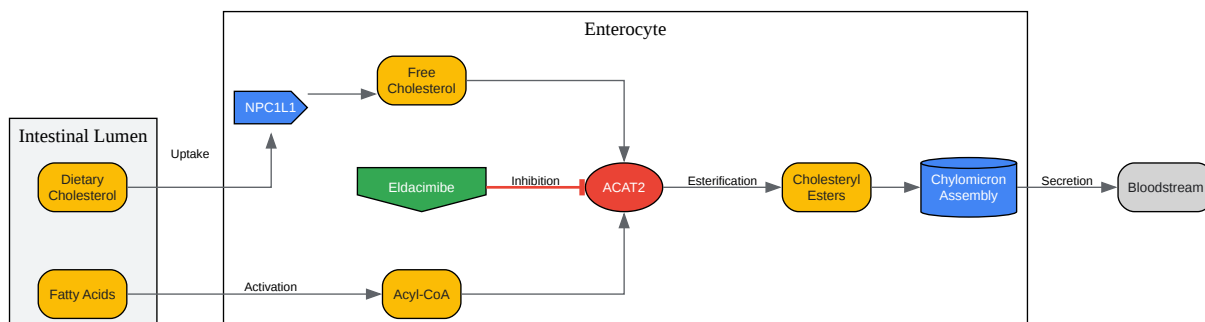 Enterocyte
Free
Cholesterol
NPC1L1
Intestinal Lumen
Uptake
Dietary
Cholesterol
Eldacimibe
Inhibition
ACAT2
Esterification
Cholesteryl
Esters
Chylomicron
Assembly
Secretion
Bloodstream
Fatty Acids
Activation
Acyl-CoA